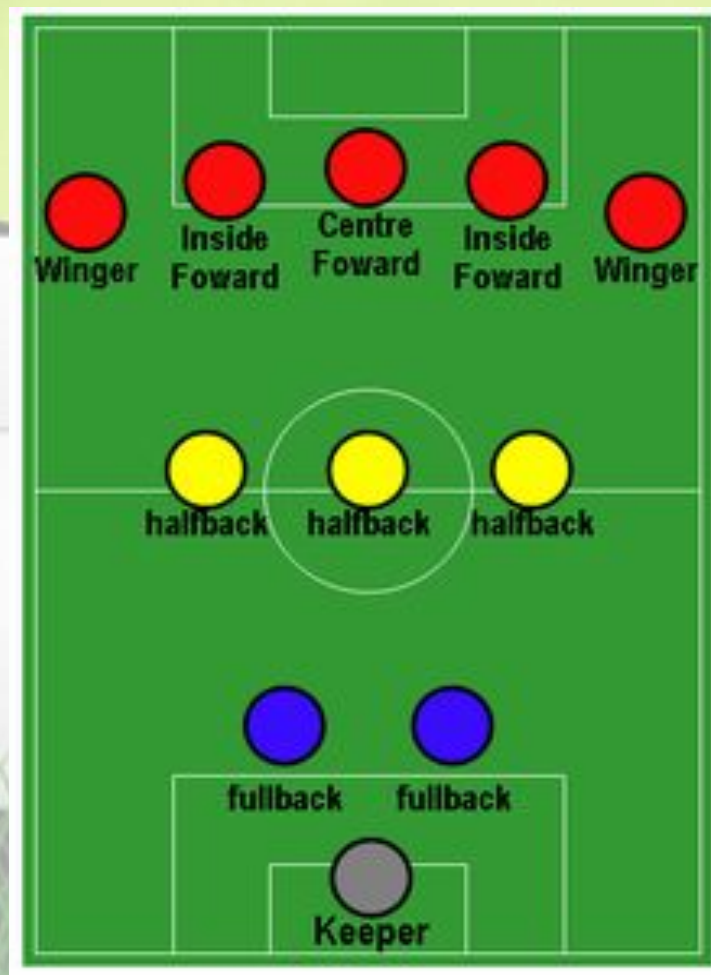 Winger
Inside
Foward
Centre
Foward
Inside
Foward
Winger
halfback
halfback
halfback
fullback
fullback
Keeper